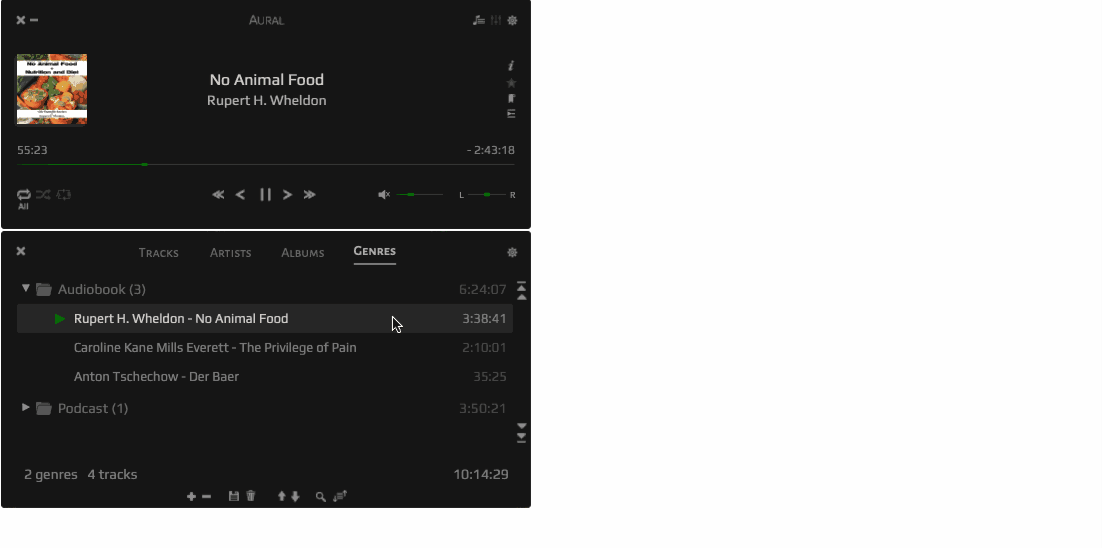 AURAL
No Animal Food
Nutrition and Diet
No Animal Food
Rupert H. Wheldon
55:23
- 2:43:18
All
L
R
TRACKS ARTISTS ALBUMS GENRES
Audiobook (3) 6:24:07
Rupert H. Wheldon - No Animal Food 3:38:41
Caroline Kane Mills Everett - The Privilege of Pain 2:10:01
Anton Tschechow - Der Baer 35:25
Podcast (1) 3:50:21
2 genres 4 tracks 10:14:29